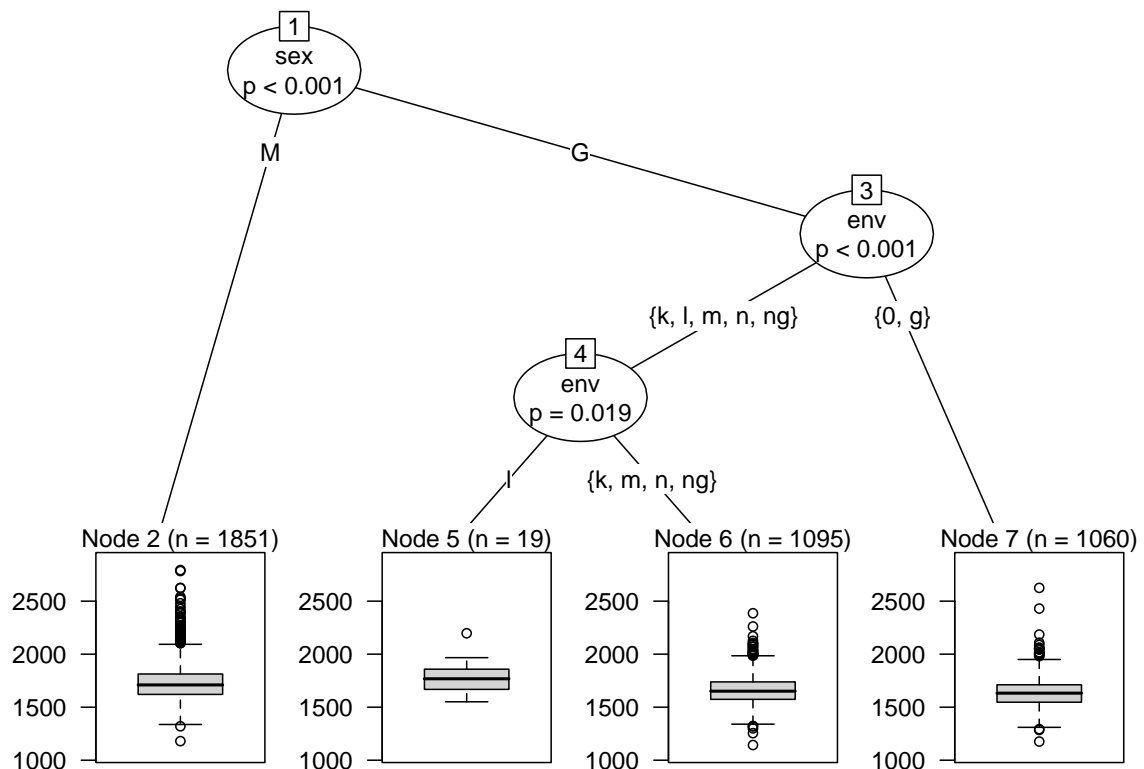 1
sex
p < 0.001
M
G
3
env
p < 0.001
{k, l, m, n, ng}
{0, g}
4
env
p = 0.019
l
{k, m, n, ng}
Node 2 (n = 1851)
2500
2000
1500
1000
Node 5 (n = 19)
2500
2000
1500
1000
Node 6 (n = 1095)
2500
2000
1500
1000
Node 7 (n = 1060)
2500
2000
1500
1000